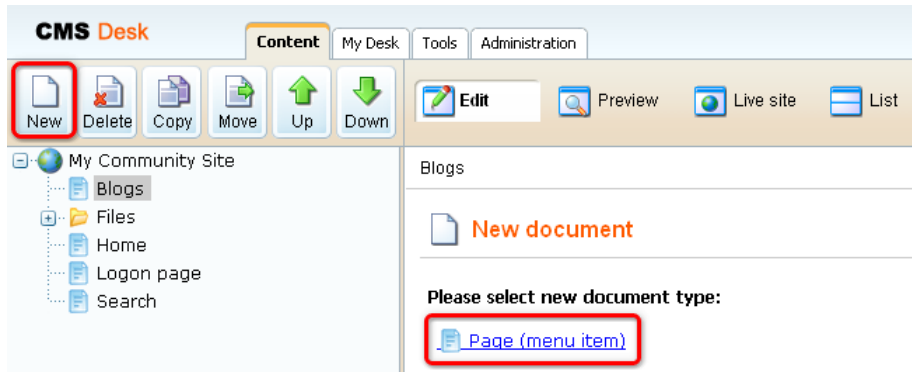 CMS Desk
Content My Desk Tools Administration
New Delete Copy Move Up Down
Edit Preview Live site List
My Community Site
Blogs
Files
Home
Logon page
Search
Blogs
New document
Please select new document type:
Page (menu item)